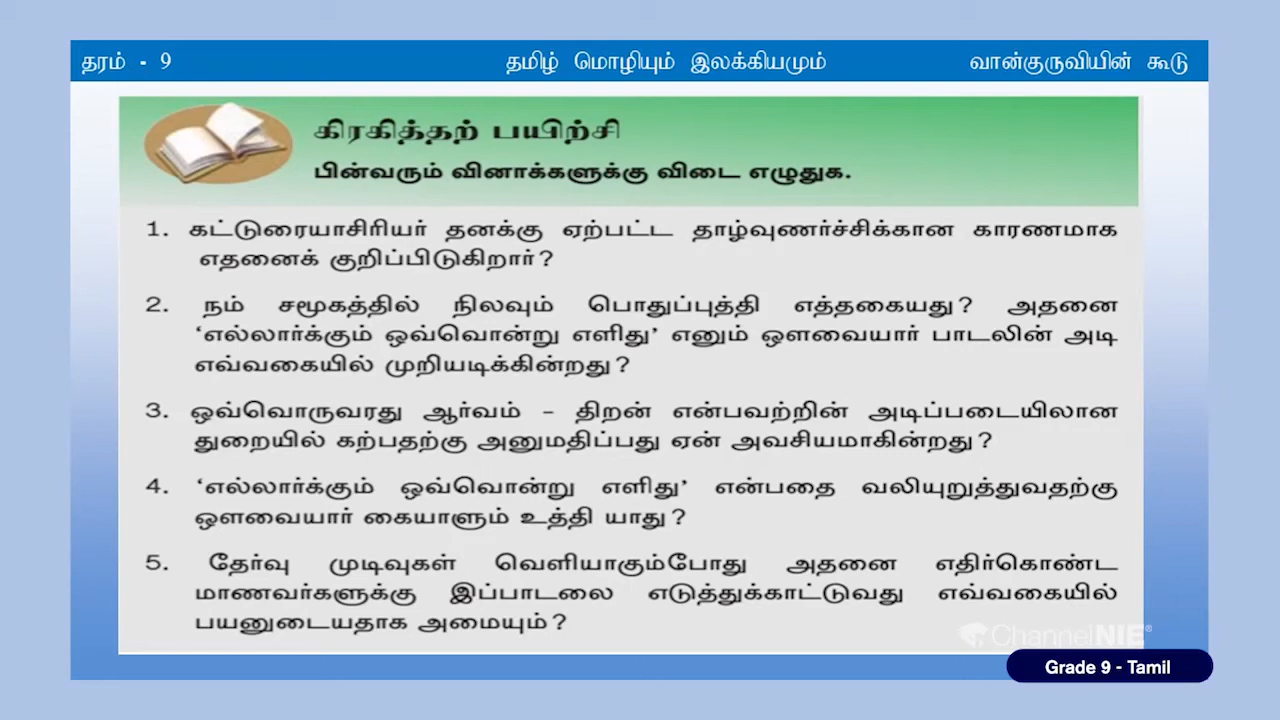 தரம் - 9 தமிழ் மொழியும் இலக்கியமும் வான்குருவியின் கூடு
கிரகித்தற் பயிற்சி
பின்வரும் வினாக்களுக்கு விடை எழுதுக.
1. கட்டுரையாசிரியர் தனக்கு ஏற்பட்ட தாழ்வுணர்ச்சிக்கான காரணமாக
எதனைக் குறிப்பிடுகிறார்?
2. நம் சமூகத்தில் நிலவும் பொதுப்புத்தி எத்தகையது? அதனை
‘எல்லார்க்கும் ஒவ்வொன்று எளிது’ எனும் ஔவையார் பாடலின் அடி
எவ்வகையில் முறியடிக்கின்றது?
3. ஒவ்வொருவரது ஆர்வம் – திறன் என்பவற்றின் அடிப்படையிலான
துறையில் கற்பதற்கு அனுமதிப்பது ஏன் அவசியமாகின்றது?
4. ‘எல்லார்க்கும் ஒவ்வொன்று எளிது’ என்பதை வலியுறுத்துவதற்கு
ஔவையார் கையாளும் உத்தி யாது?
5. தேர்வு முடிவுகள் வெளியாகும்போது அதனை எதிர்கொண்ட
மாணவர்களுக்கு இப்பாடலை எடுத்துக்காட்டுவது எவ்வகையில்
பயனுடையதாக அமையும்?
ChannelNIE®
Grade 9 - Tamil